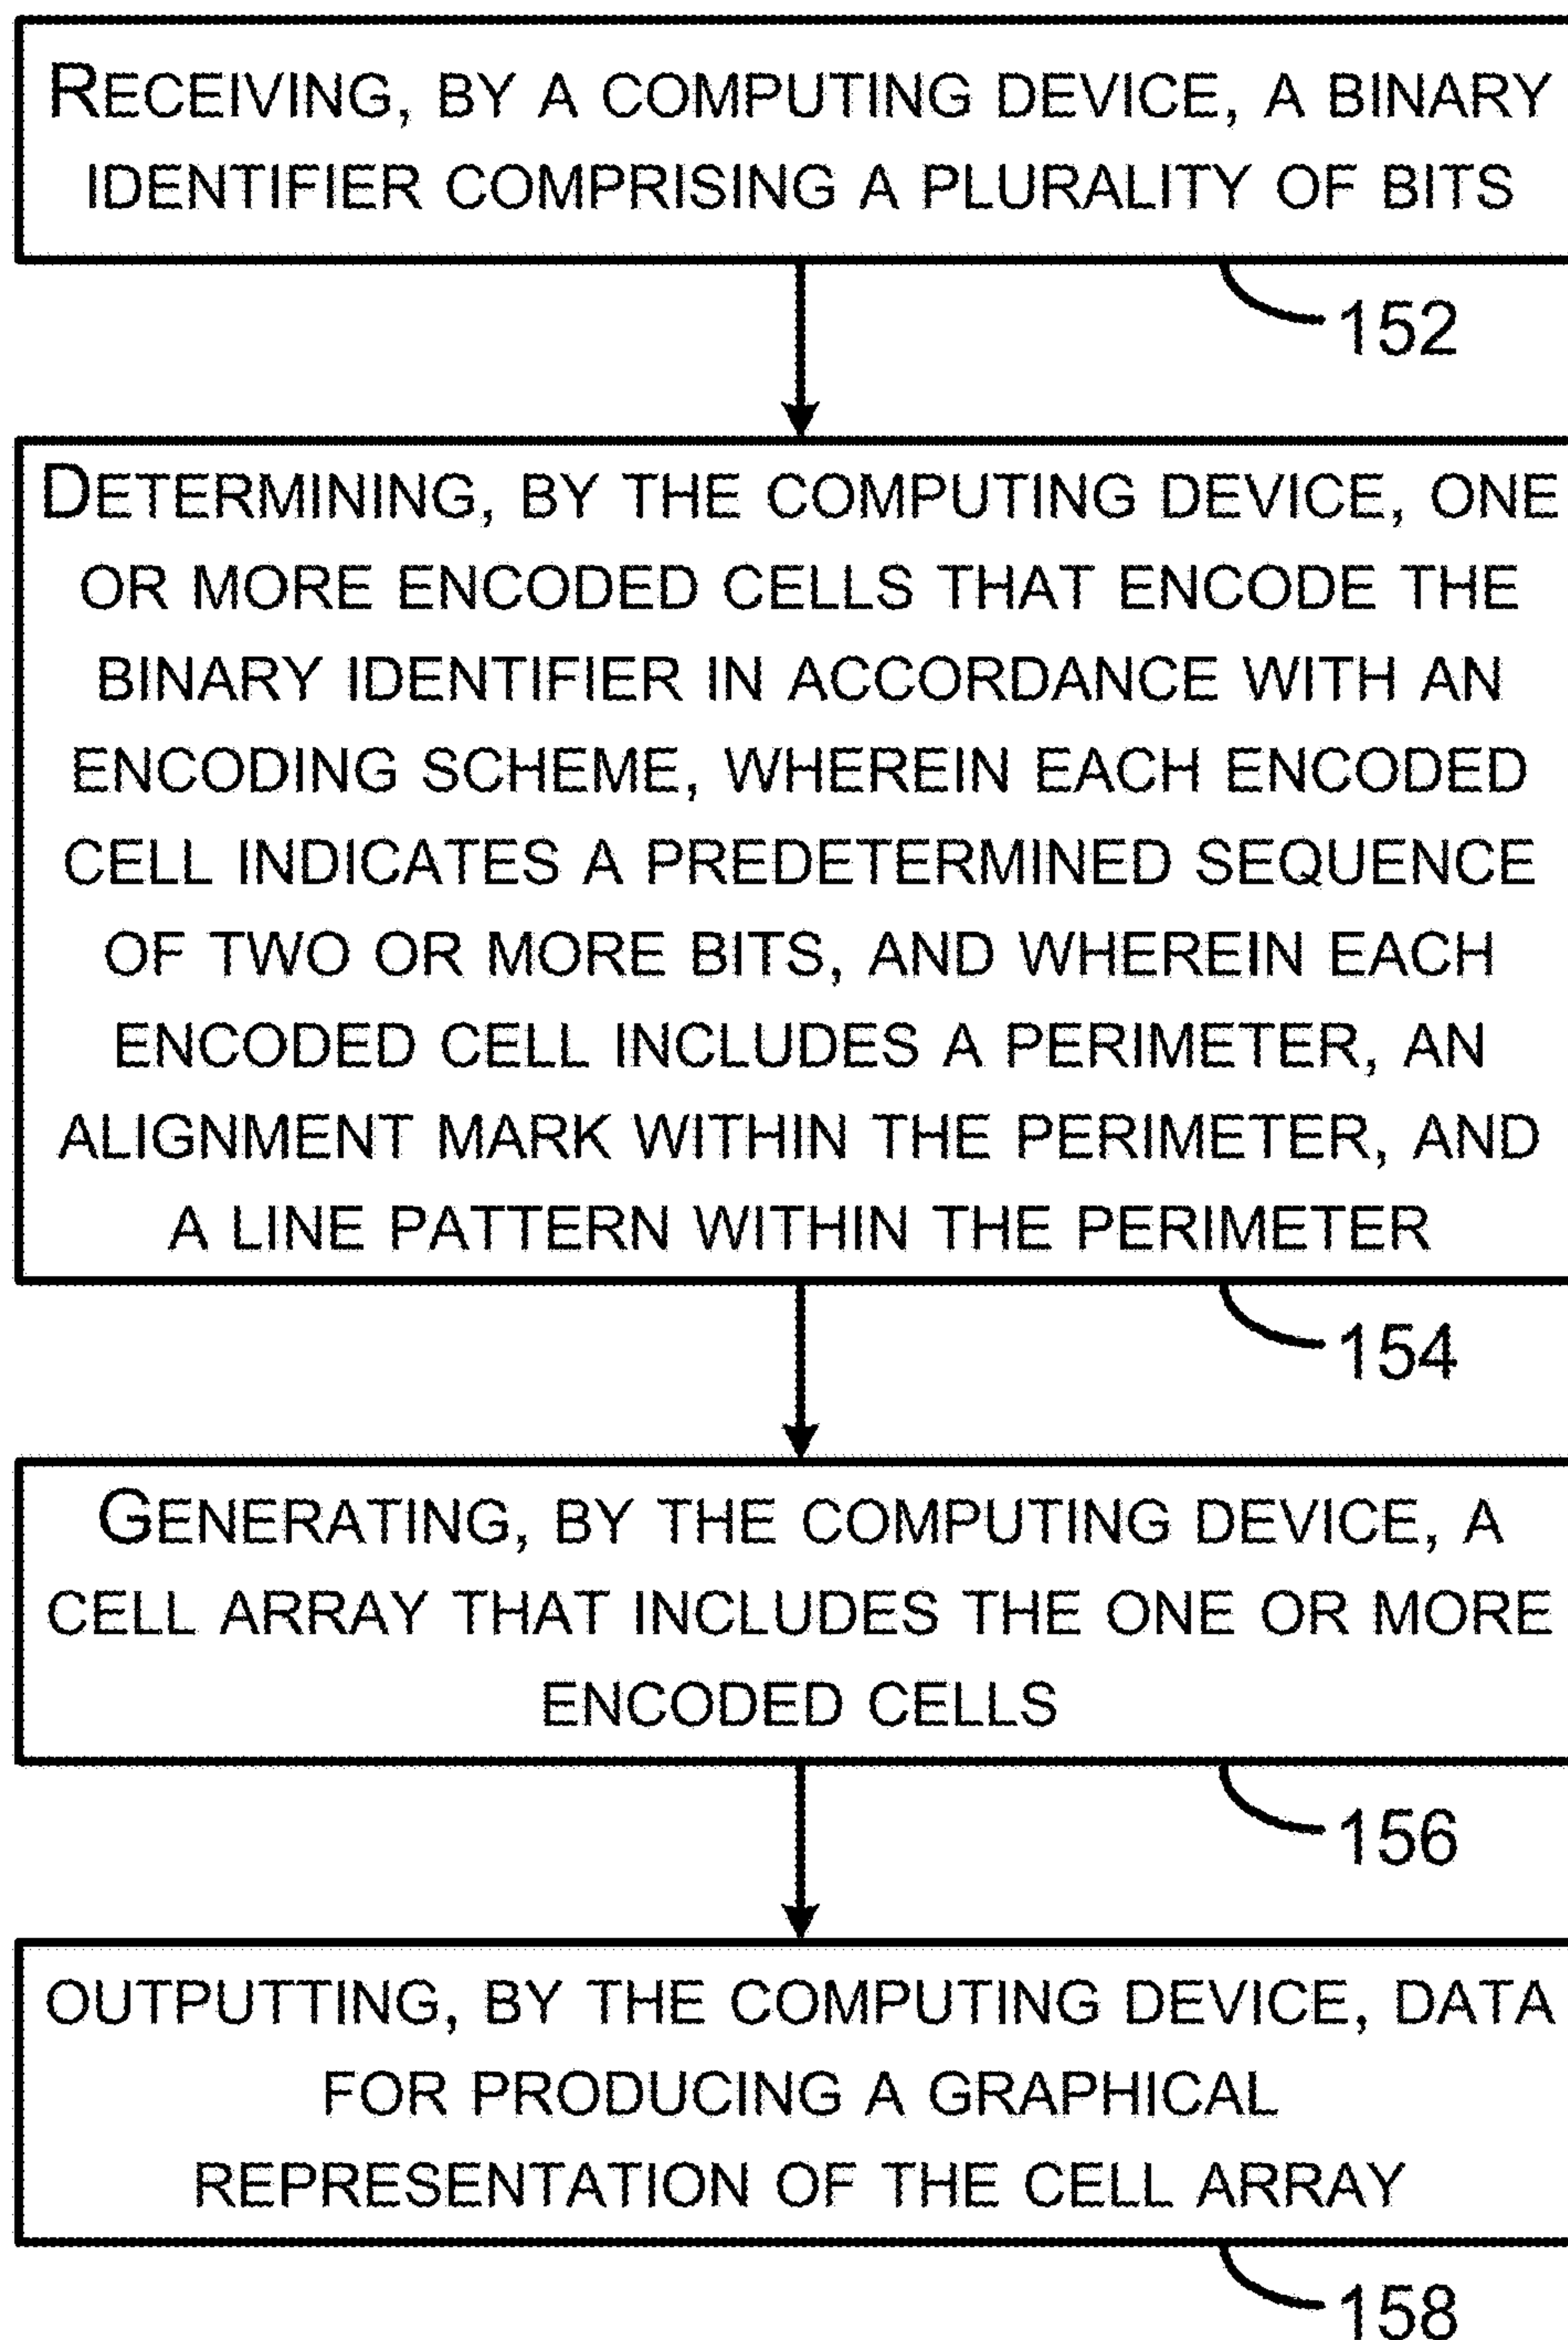 RECEIVING, BY A COMPUTING DEVICE, A BINARY
IDENTIFIER COMPRISING A PLURALITY OF BITS
152
DETERMINING, BY THE COMPUTING DEVICE, ONE
OR MORE ENCODED CELLS THAT ENCODE THE
BINARY IDENTIFIER IN ACCORDANCE WITH AN
ENCODING SCHEME, WHEREIN EACH ENCODED
CELL INDICATES A PREDETERMINED SEQUENCE
OF TWO OR MORE BITS, AND WHEREIN EACH
ENCODED CELL INCLUDES A PERIMETER, AN
ALIGNMENT MARK WITHIN THE PERIMETER, AND
A LINE PATTERN WITHIN THE PERIMETER
154
GENERATING, BY THE COMPUTING DEVICE, A
CELL ARRAY THAT INCLUDES THE ONE OR MORE
ENCODED CELLS
156
OUTPUTTING, BY THE COMPUTING DEVICE, DATA
FOR PRODUCING A GRAPHICAL
REPRESENTATION OF THE CELL ARRAY
158